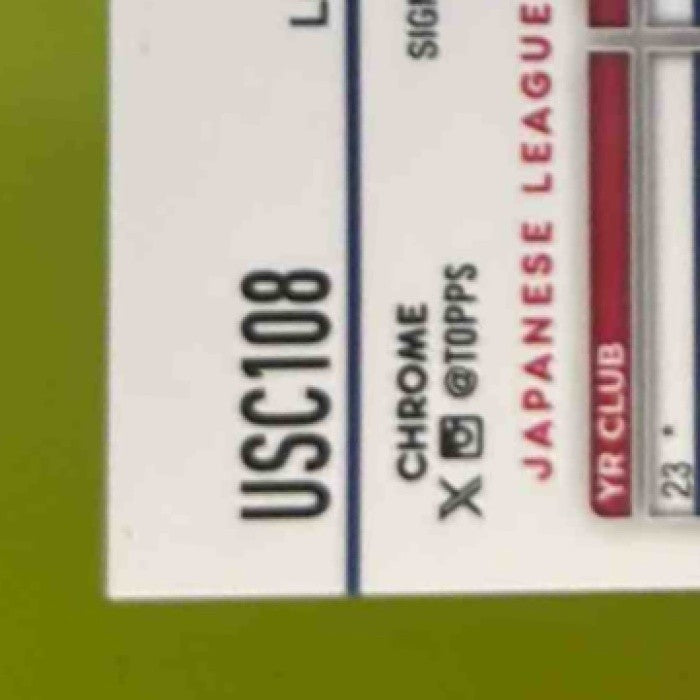 USC108
CHROME
X @TOPPS
JAPANESE LEAGUE
YR CLUB
23 *